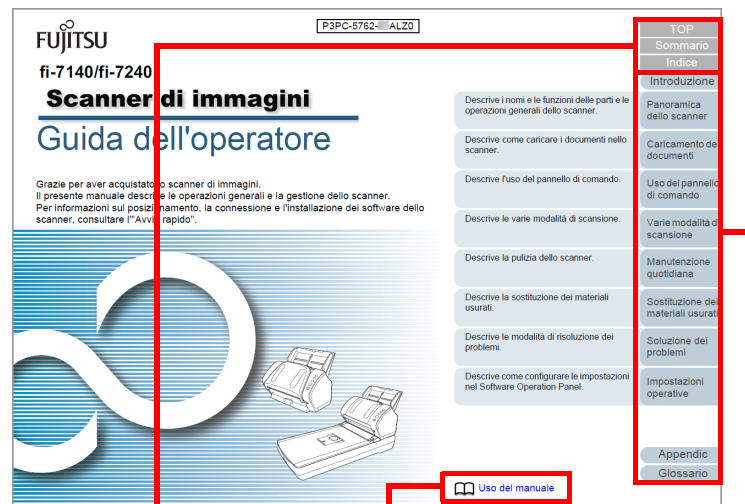 FUJITSU
P3PC-5762- ALZ0
fi-7140/fi-7240
Scanner di immagini
Guida dell'operatore
Grazie per aver acquistato lo scanner di immagini.
Il presente manuale descrive le operazioni generali e la gestione dello scanner.
Per informazioni sul posizionamento, la connessione e l'installazione dei software dello
scanner, consultare l'"Avvio rapido".
TOP
Sommario
Indice
Introduzione
Descrive i nomi e le funzioni delle parti e le
operazioni generali dello scanner.
Panoramica
dello scanner
Descrive come caricare i documenti nello
scanner.
Caricamento de
documenti
Descrive l'uso del pannello di comando.
Uso del pannello
di comando
Descrive le varie modalità di scansione.
Varie modalità d
scansione
Descrive la pulizia dello scanner.
Manutenzione
quotidiana
Descrive la sostituzione dei materiali
usurati.
Sostituzione dei
materiali usurati
Descrive le modalità di risoluzione dei
problemi.
Soluzione dei
problemi
Descrive come configurare le impostazioni
nel Software Operation Panel.
Impostazioni
operative
Appendic
Glossario
Uso del manuale